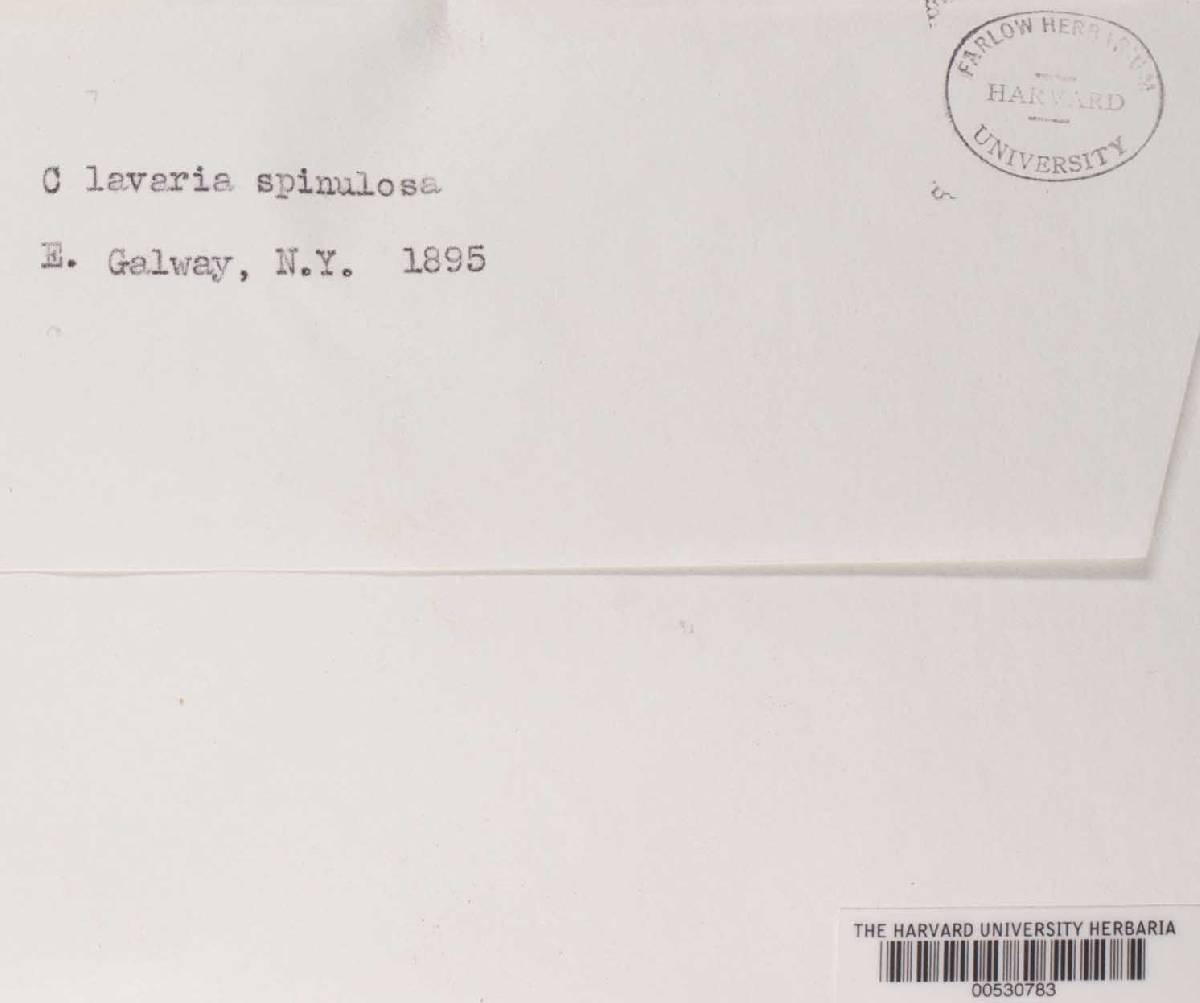 FARLOW HERBARIUM
HARVARD
UNIVERSITY
C lavaria spinulosa
E. Galway, N.Y. 1895
THE HARVARD UNIVERSITY HERBARIA
00530783